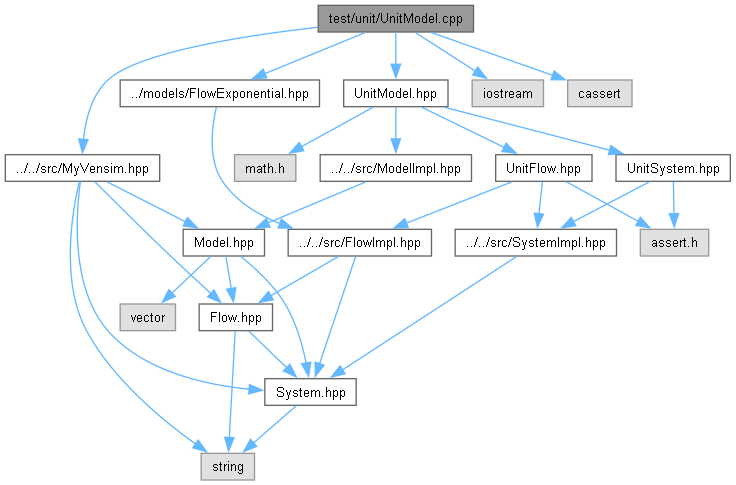 test/unit/UnitModel.cpp
../models/FlowExponential.hpp
UnitModel.hpp
iostream
cassert
../../src/MyVensim.hpp
math.h
../../src/ModelImpl.hpp
UnitFlow.hpp
UnitSystem.hpp
Model.hpp
../../src/FlowImpl.hpp
../../src/SystemImpl.hpp
assert.h
vector
Flow.hpp
System.hpp
string